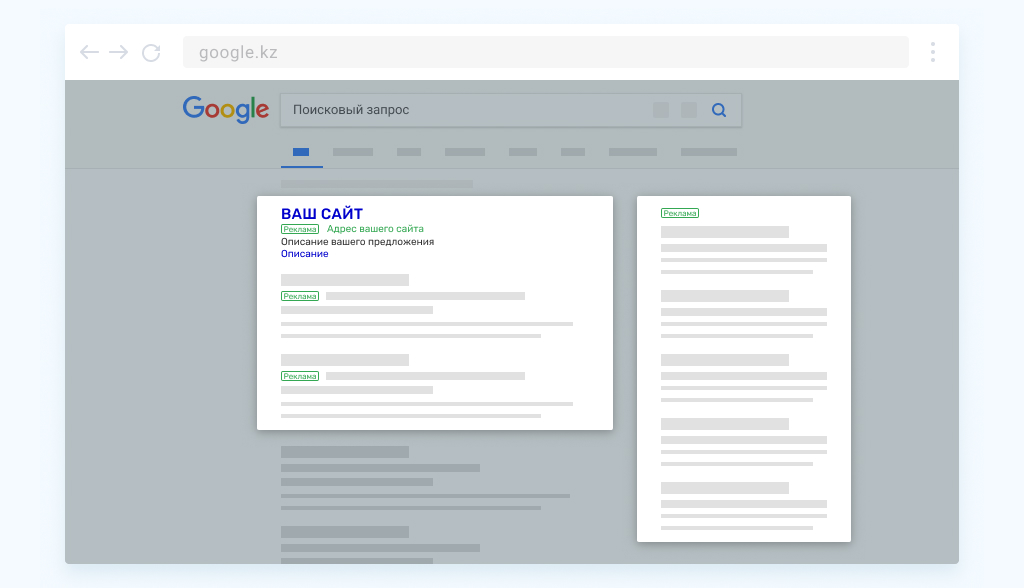 google.kz
Google
Поисковый запрос
ВАШ САЙТ
Реклама Адрес вашего сайта
Описание вашего предложения
Описание
Реклама
Реклама
Реклама